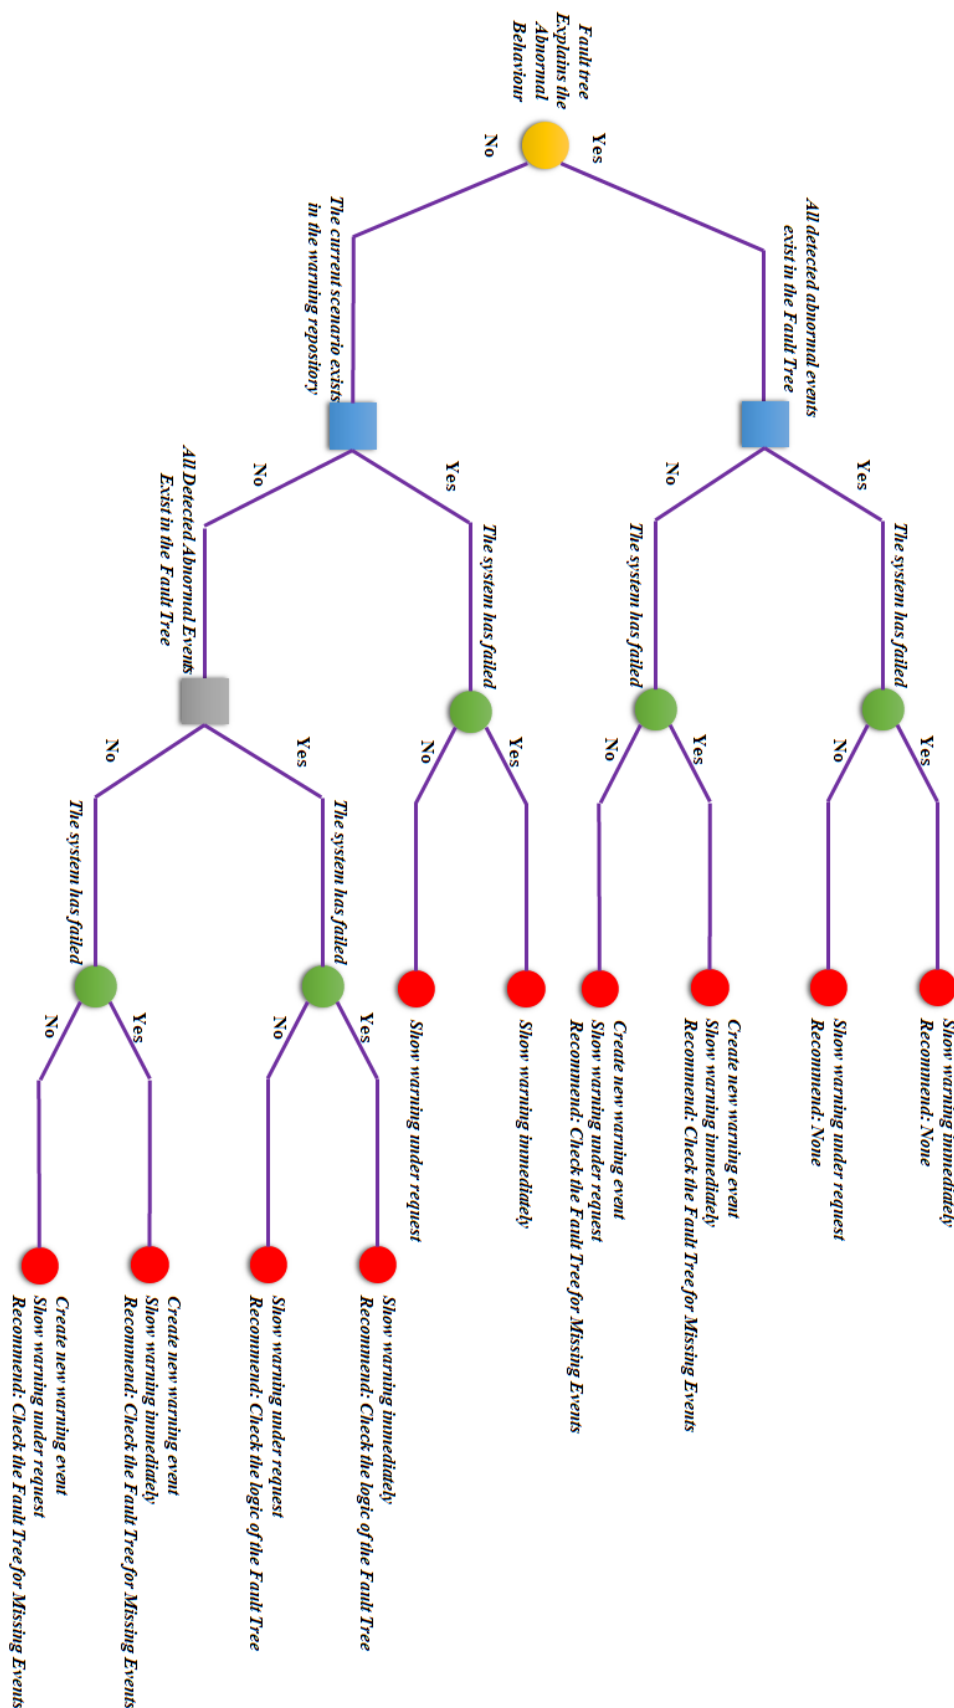 Fault tree
Explains the
Abnormal
Behaviour
Yes
No
All detected abnormal events
exist in the Fault Tree
The current scenario exists
in the warning repository
Yes
No
Yes
No
The system has failed
The system has failed
The system has failed
All Detected Abnormal Events
Exist in the Fault Tree
Yes
No
Yes
No
Yes
No
Yes
No
The system has failed
The system has failed
Show warning immediately
Recommend: None
Show warning under request
Recommend: None
Create new warning event
Show warning immediately
Recommend: Check the Fault Tree for Missing Events
Create new warning event
Show warning under request
Recommend: Check the Fault Tree for Missing Events
Show warning immediately
Show warning under request
Yes
No
Yes
No
Show warning immediately
Recommend: Check the logic of the Fault Tree
Show warning under request
Recommend: Check the logic of the Fault Tree
Create new warning event
Show warning immediately
Recommend: Check the Fault Tree for Missing Events
Create new warning event
Show warning under request
Recommend: Check the Fault Tree for Missing Events